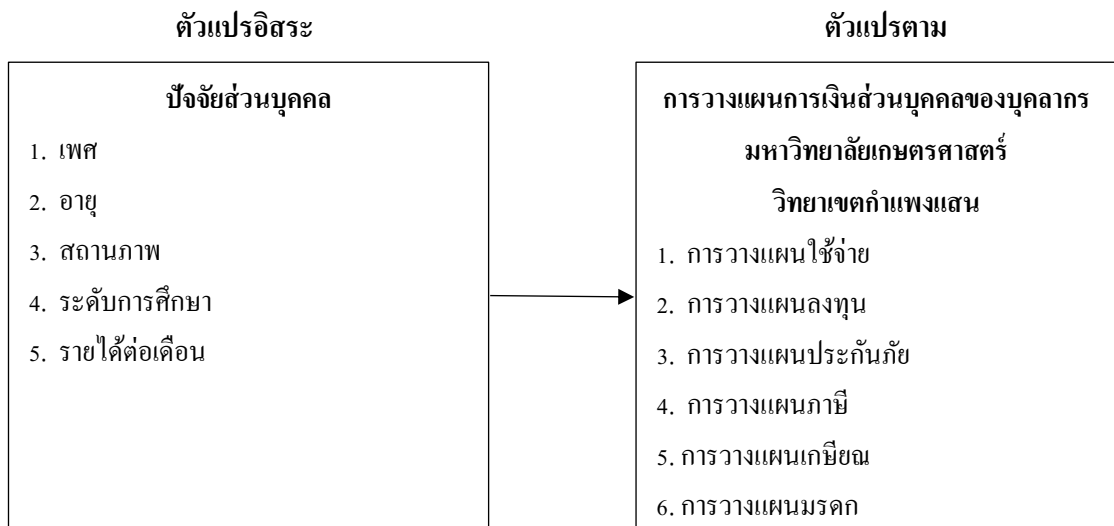 ตัวแปรอิสระ
ปัจจัยส่วนบุคคล
1. เพศ
2. อายุ
3. สถานภาพ
4. ระดับการศึกษา
5. รายได้ต่อเดือน
ตัวแปรตาม
การวางแผนการเงินส่วนบุคคลของบุคลากร
มหาวิทยาลัยเกษตรศาสตร์
วิทยาเขตกำแพงแสน
1. การวางแผนใช้จ่าย
2. การวางแผนลงทุน
3. การวางแผนประกันภัย
4. การวางแผนภาษี
5. การวางแผนเกษียณ
6. การวางแผนมรดก